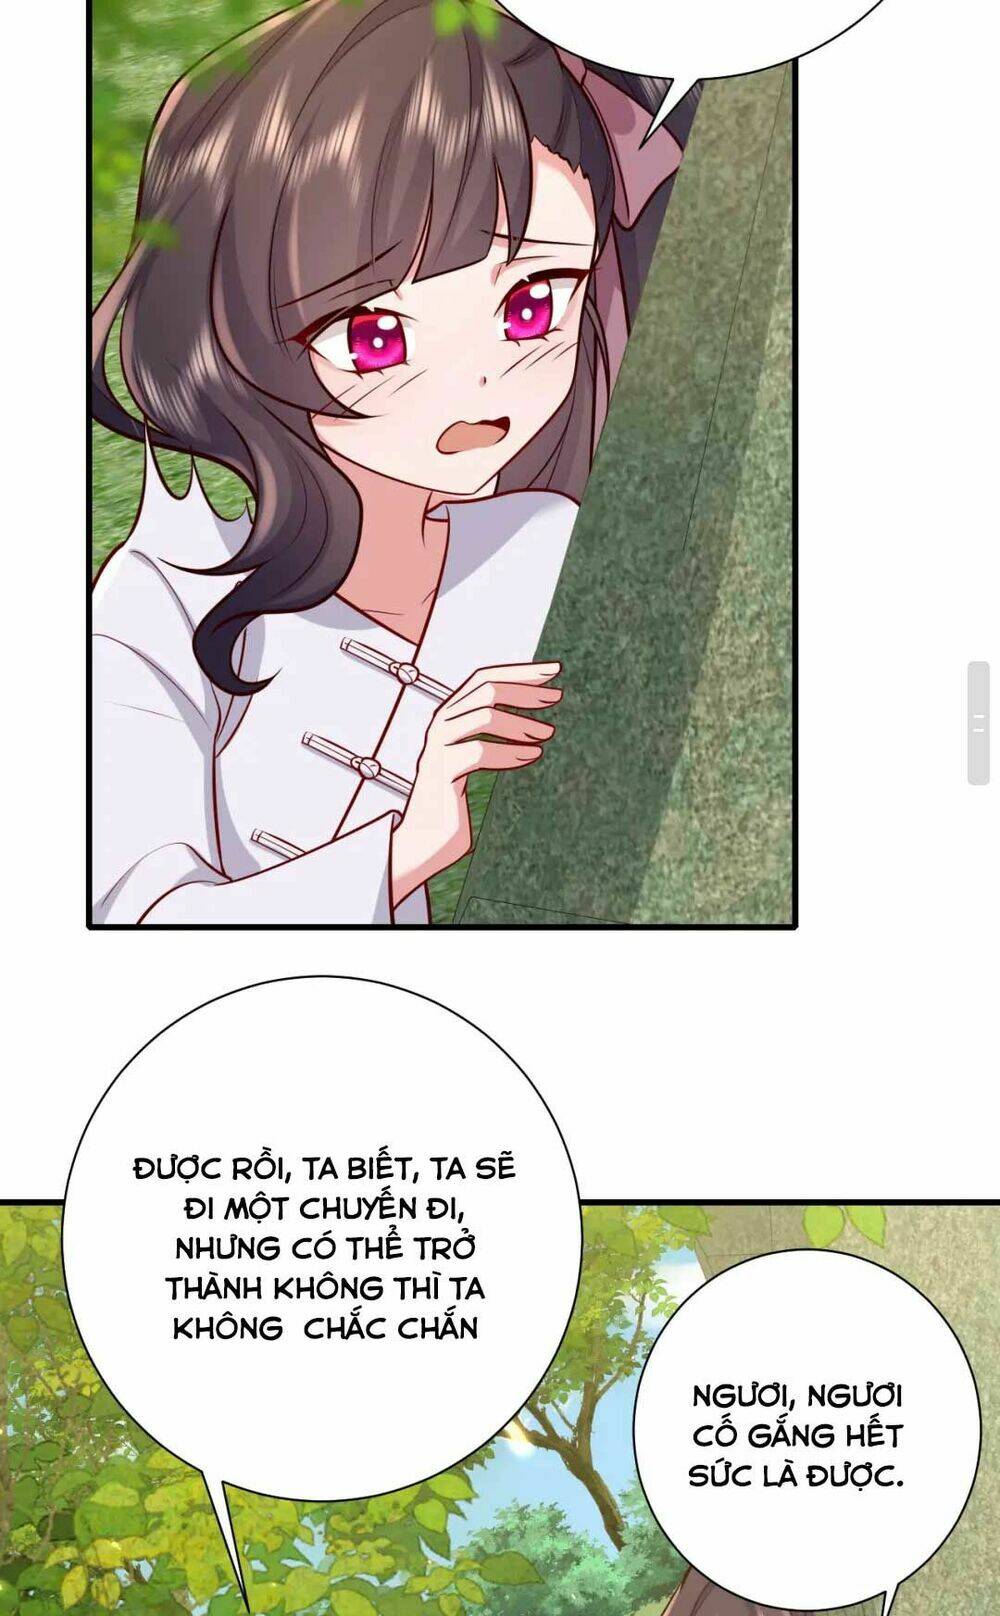 ĐƯỢC RỒI, TA BIẾT, TA SẼ
ĐI MỘT CHUYẾN ĐI,
NHƯNG CÓ THỂ TRỞ
THÀNH KHÔNG THÌ TA
KHÔNG CHẮC CHẮN
NGƯƠI, NGƯƠI
CỐ GẮNG HẾT
SỨC LÀ ĐƯỢC.